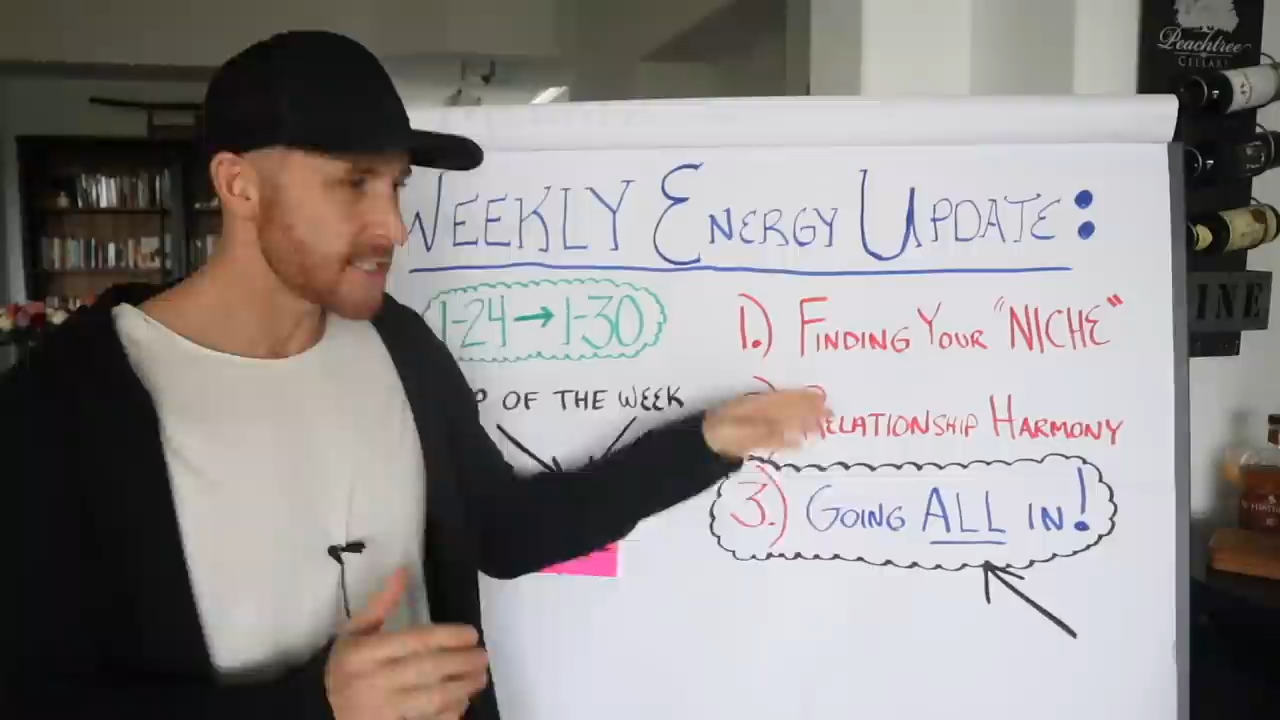 WEEKLY ENERGY UPDATE:
1-24→1-30
OF THE WEEK
1.) FINDING YOUR "NICHE"
RELATIONSHIP HARMONY
3.) GOING ALL IN!
Peachtree
CELLARS
INE